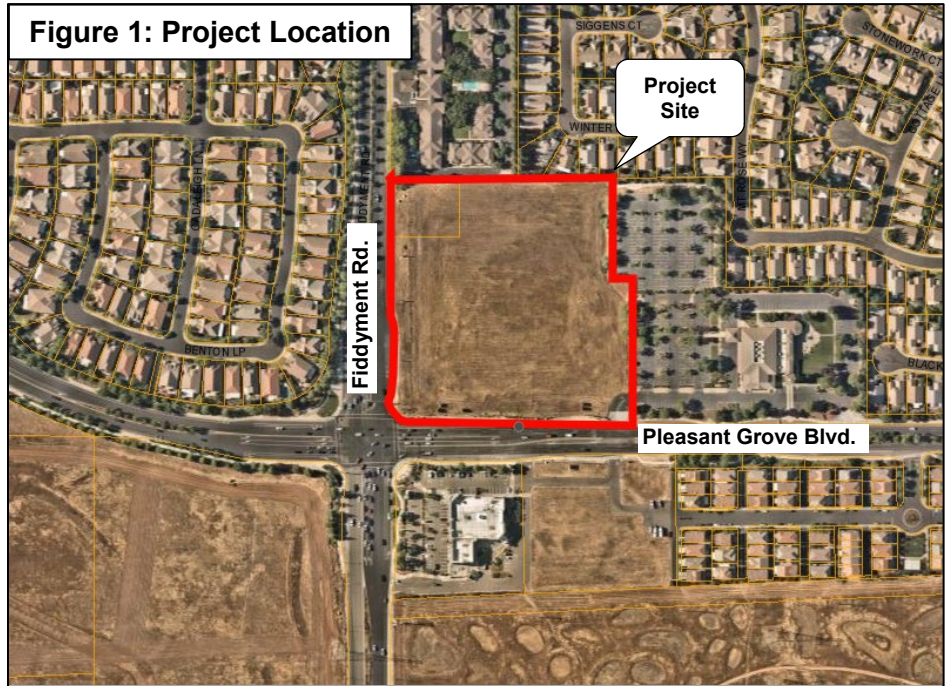 Figure 1: Project Location
SIGGENS CT
STONEWORK CT
Project
Site
WINTER
Fiddyment Rd.
BENTON LP
BLACK
Pleasant Grove Blvd.